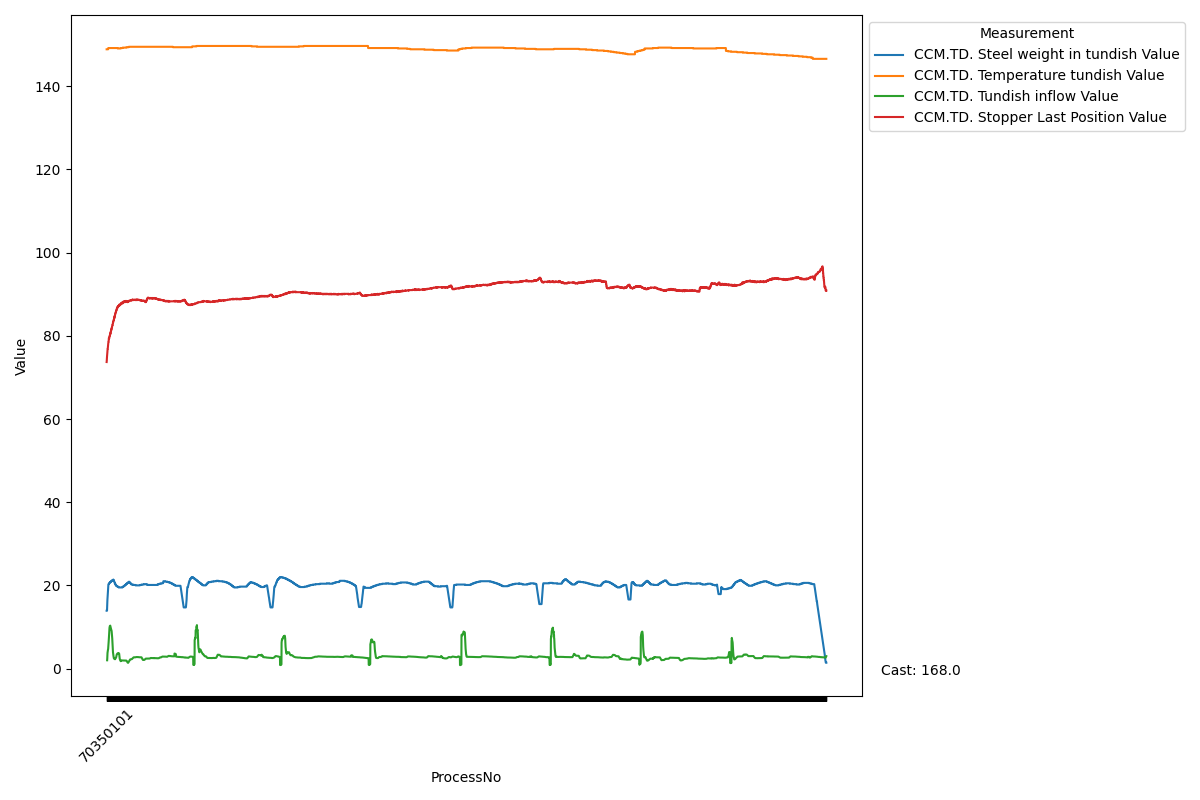 Measurement
CCM.TD. Steel weight in tundish Value
CCM.TD. Temperature tundish Value
CCM.TD. Tundish inflow Value
CCM.TD. Stopper Last Position Value
140
120
100
80
60
40
20
0
Value
Cast: 168.0
70350101
ProcessNo